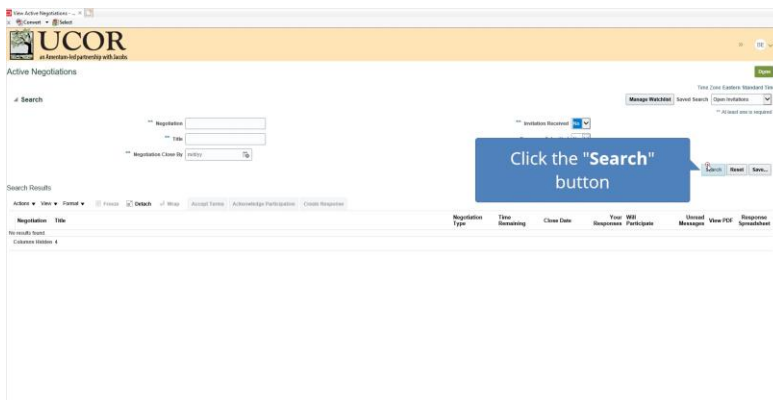 View Active Negotiations - ... ×
x Convert ▾ Select
UCOR
an Amentum-led partnership with Jacobs
Active Negotiations
Time Zone Eastern Standard Tim
Search
Manage Watchlist Saved Search Open Invitations
** At least one is required
** Negotiation
** Invitation Received No
** Title
** Negotiation Close By m/d/yy
Click the "Search" button
Search Reset Save...
Search Results
Actions ▾ View ▾ Format ▾ Freeze Detach Wrap Accept Terms Acknowledge Participation Create Response
Negotiation Title Negotiation Type Time Remaining Close Date Your Responses Will Participate Unread Messages View PDF Response Spreadsheet
No results found.
Columns Hidden 4